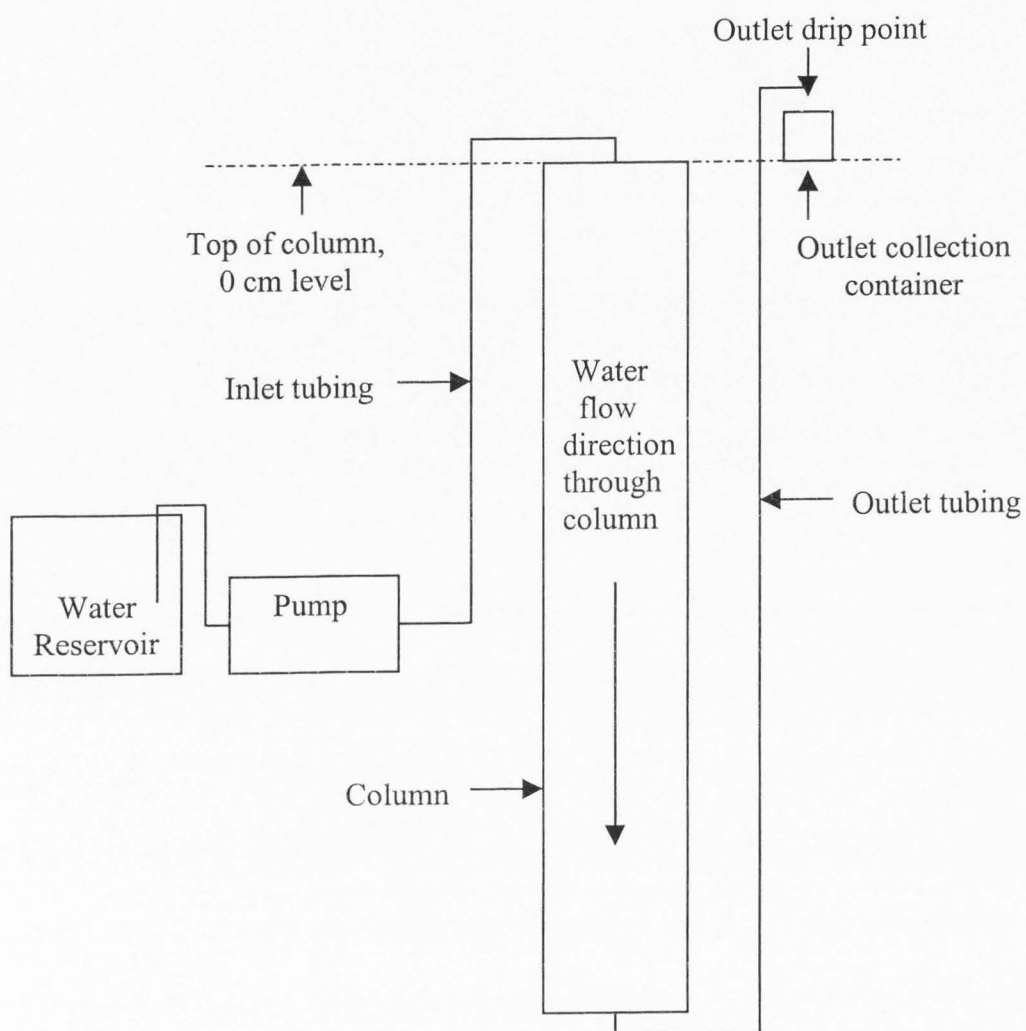 Outlet drip point
Top of column,
0 cm level
Outlet collection
container
Inlet tubing
Water
flow
direction
through
column
Outlet tubing
Water
Reservoir
Pump
Column